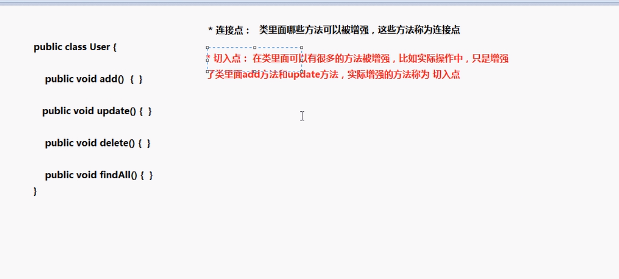 * 连接点： 类里面哪些方法可以被增强，这些方法称为连接点
public class User {
* 切入点： 在类里面可以有很多的方法被增强，比如实际操作中，只是增强
了类里面add方法和update方法，实际增强的方法称为 切入点
public void add() { }
public void update() { }
public void delete() { }
public void findAll() { }
}